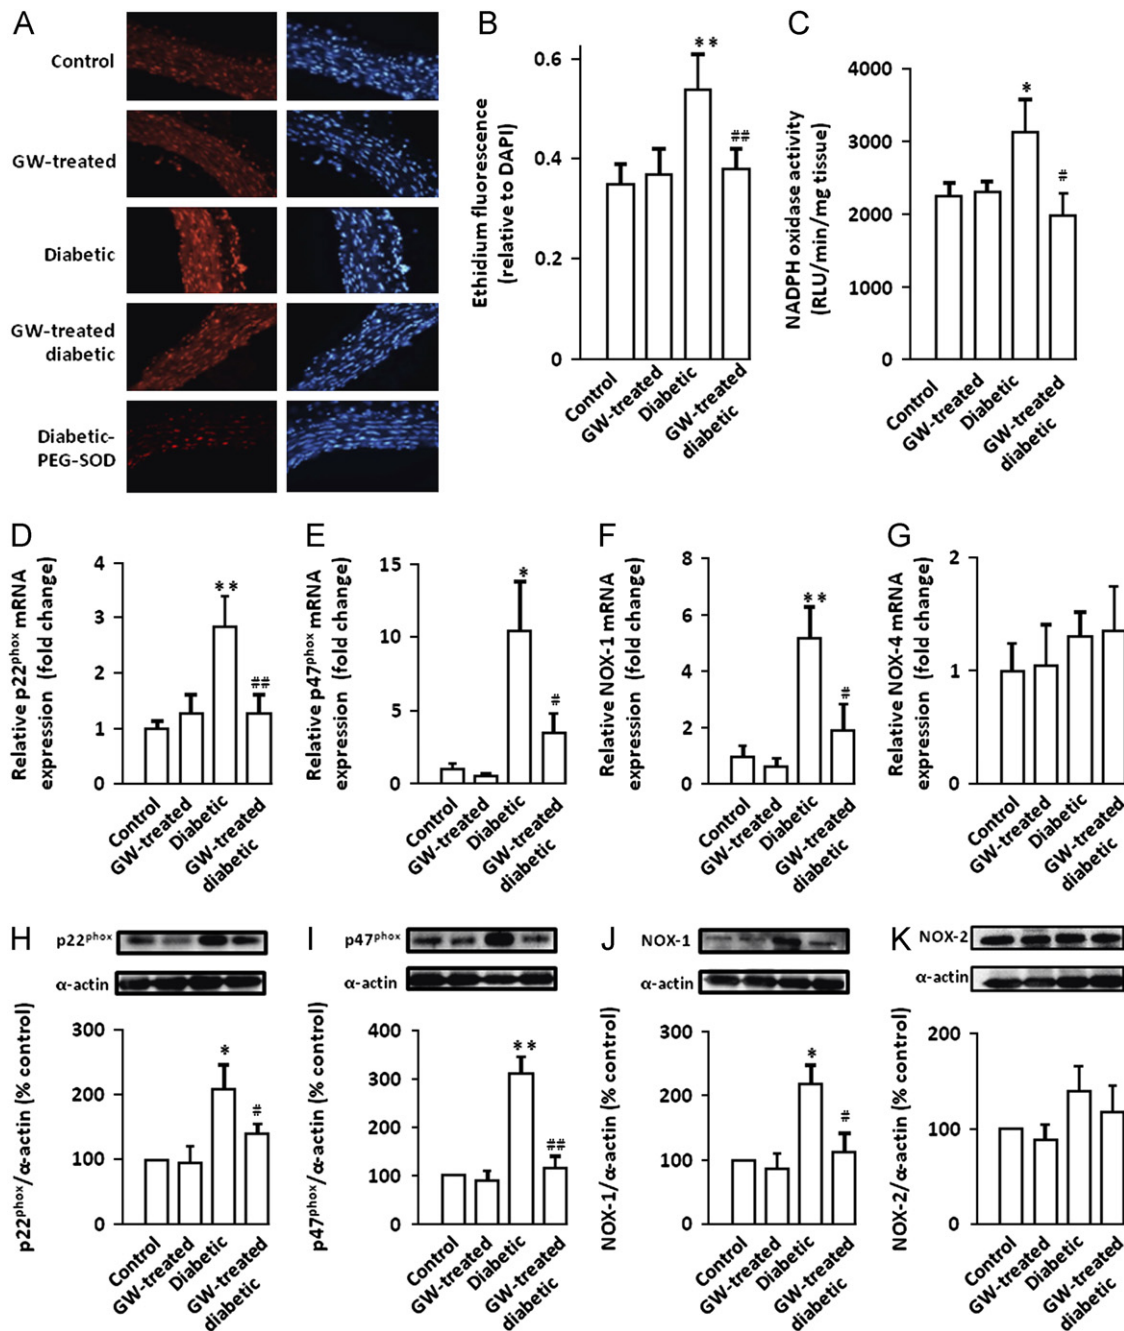 A
Control
GW-treated
Diabetic
GW-treated
diabetic
Diabetic-
PEG-SOD
B
Ethidium fluorescence
(relative to DAPI)
0.6
0.4
0.2
0
**
##
Control
GW-treated
Diabetic
GW-treated
diabetic
C
NADPH oxidase activity
(RLU/min/mg tissue)
4000
3000
2000
1000
0
*
#
Control
GW-treated
Diabetic
GW-treated
diabetic
D
Relative p22phox mRNA
expression (fold change)
4
3
2
1
0
**
##
Control
GW-treated
Diabetic
GW-treated
diabetic
E
Relative p47phox mRNA
expression (fold change)
15
10
5
0
*
#
Control
GW-treated
Diabetic
GW-treated
diabetic
F
Relative NOX-1 mRNA
expression (fold change)
8
6
4
2
0
**
#
Control
GW-treated
Diabetic
GW-treated
diabetic
G
Relative NOX-4 mRNA
expression (fold change)
2
1
0
Control
GW-treated
Diabetic
GW-treated
diabetic
H
p22phox
α-actin
p22phox/α-actin (% control)
300
200
100
0
*
#
Control
GW-treated
Diabetic
GW-treated
diabetic
I
p47phox
α-actin
p47phox/α-actin (% control)
400
300
200
100
0
**
##
Control
GW-treated
Diabetic
GW-treated
diabetic
J
NOX-1
α-actin
NOX-1/α-actin (% control)
300
200
100
0
*
#
Control
GW-treated
Diabetic
GW-treated
diabetic
K
NOX-2
α-actin
NOX-2/α-actin (% control)
200
100
0
Control
GW-treated
Diabetic
GW-treated
diabetic